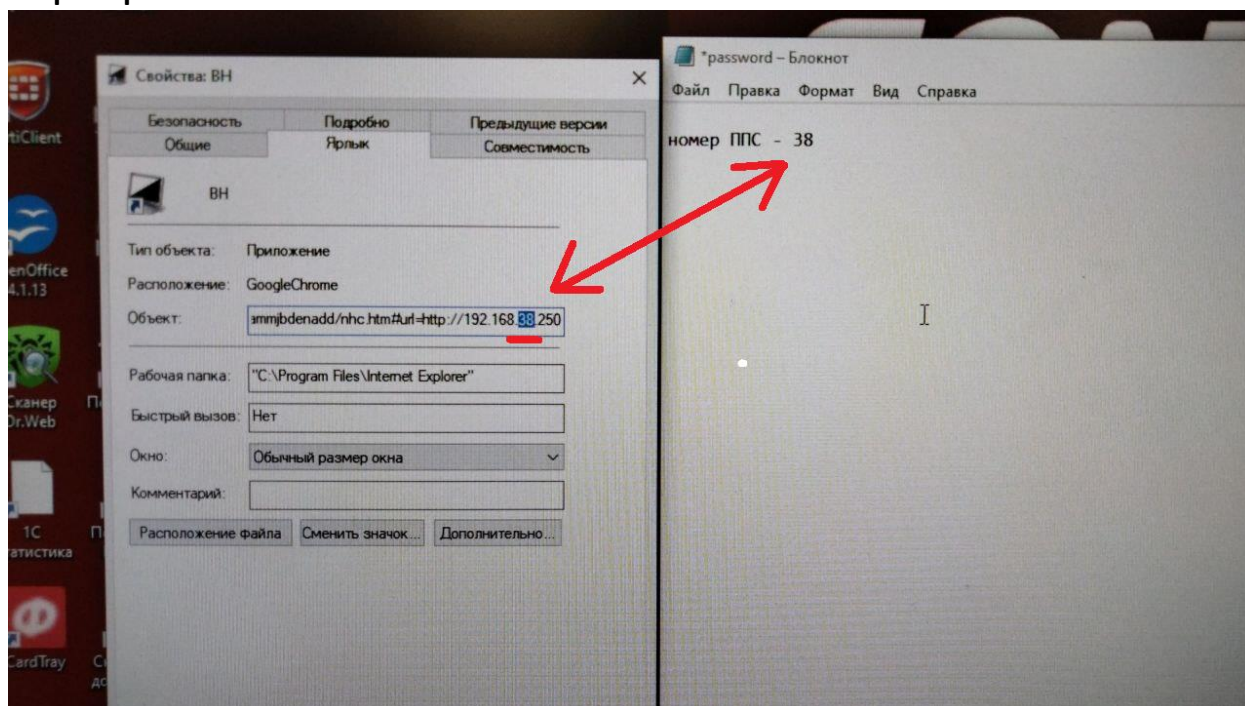 Свойства: ВН
Безопасность
Подробно
Предыдущие версии
Общие
Ярлык
Совместимость
ВН
Тип объекта: Приложение
Расположение: GoogleChrome
Объект: mmjbdenadd/nhc.htm#url=http://192.168.38.250
Рабочая папка: "C:\Program Files\Internet Explorer"
Быстрый вызов: Нет
Окно: Обычный размер окна
Комментарий:
Расположение файла
Сменить значок...
Дополнительно...
*password – Блокнот
Файл Правка Формат Вид Справка
номер ППС - 38
tiClient
enOffice
4.1.13
Сканер
Dr.Web
1С
атистика
CardTray